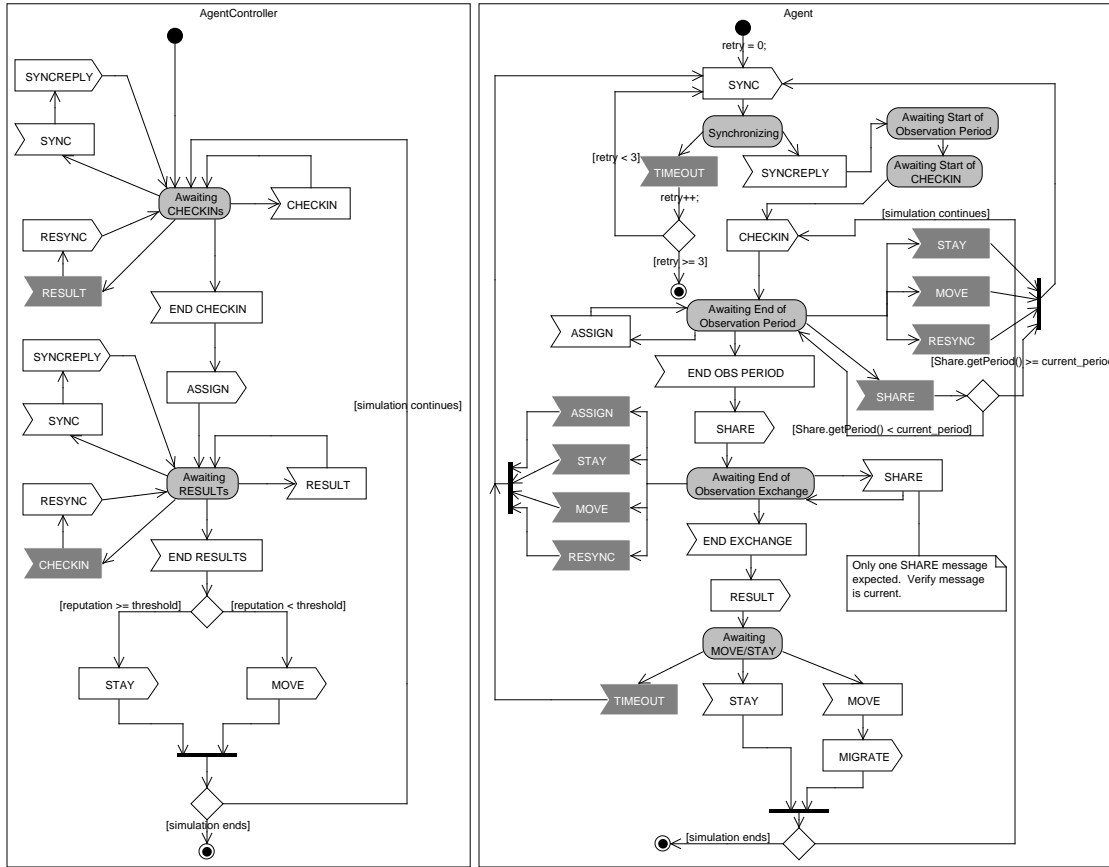 AgentController
SYNCREPLY
SYNC
Awaiting
CHECKINs
CHECKIN
RESYNC
RESULT
END CHECKIN
SYNCREPLY
ASSIGN
[simulation continues]
SYNC
Awaiting
RESULTs
RESULT
RESYNC
CHECKIN
END RESULTS
[reputation >= threshold]
[reputation < threshold]
STAY
MOVE
[simulation ends]
Agent
retry = 0;
SYNC
Synchronizing
Awaiting Start of
Observation Period
[retry < 3]
TIMEOUT
SYNCREPLY
Awaiting Start of
CHECKIN
retry++;
[simulation continues]
CHECKIN
STAY
[retry >= 3]
MOVE
Awaiting End of
Observation Period
ASSIGN
RESYNC
[Share.getPeriod() >= current_period
END OBS PERIOD
SHARE
ASSIGN
SHARE
[Share.getPeriod() < current_period]
STAY
Awaiting End of
Observation Exchange
SHARE
MOVE
END EXCHANGE
RESYNC
Only one SHARE message
expected. Verify message
is current.
RESULT
Awaiting
MOVE/STAY
TIMEOUT
STAY
MOVE
MIGRATE
[simulation ends]